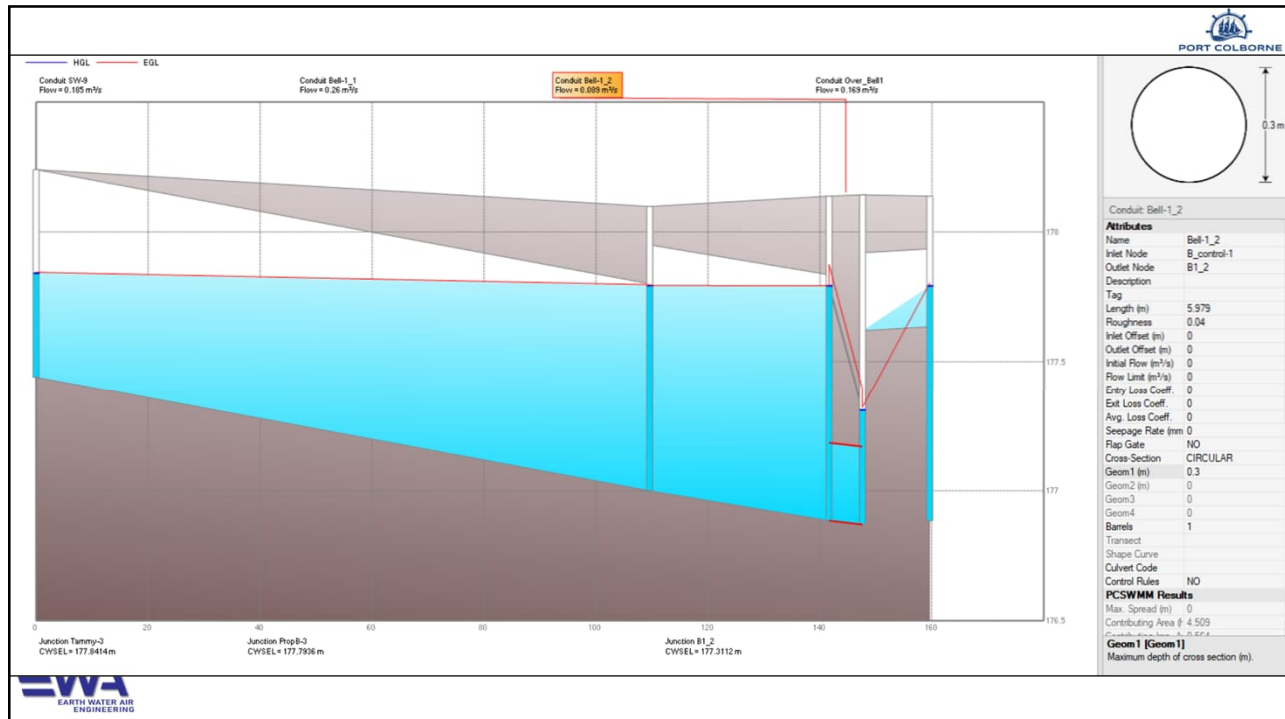 PORT COLBORNE
HGL EGL
Conduit SW-9
Flow = 0.185 m³/s
Conduit Bell-1_1
Flow = 0.26 m³/s
Conduit Bell-1_2
Flow = 0.089 m³/s
Conduit Over_Bell1
Flow = 0.169 m³/s
178
177.5
177
176.5
0 20 40 60 80 100 120 140 160
Junction Tammy-3
CWSEL = 177.8414 m
Junction PropB-3
CWSEL = 177.7936 m
Junction B1_2
CWSEL = 177.3112 m
0.3 m
Conduit: Bell-1_2
Attributes
Name Bell-1_2
Inlet Node B_control-1
Outlet Node B1_2
Description
Tag
Length (m) 5.979
Roughness 0.04
Inlet Offset (m) 0
Outlet Offset (m) 0
Initial Flow (m³/s) 0
Flow Limit (m³/s) 0
Entry Loss Coeff. 0
Exit Loss Coeff. 0
Avg. Loss Coeff. 0
Seepage Rate (mm 0
Flap Gate NO
Cross-Section CIRCULAR
Geom1 (m) 0.3
Geom2 (m) 0
Geom3 0
Geom4 0
Barrels 1
Transect
Shape Curve
Culvert Code
Control Rules NO
PCSWMM Results
Max. Spread (m) 0
Contributing Area (h 4.509
Geom1 [Geom1]
Maximum depth of cross section (m).
EWA
EARTH WATER AIR
ENGINEERING